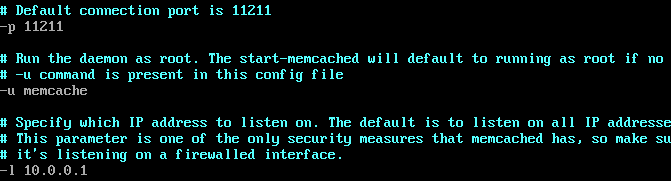 # Default connection port is 11211
-p 11211
# Run the daemon as root. The start-memcached will default to running as root if no
# -u command is present in this config file
-u memcache
# Specify which IP address to listen on. The default is to listen on all IP addresse
# This parameter is one of the only security measures that memcached has, so make su
# it's listening on a firewalled interface.
-l 10.0.0.1